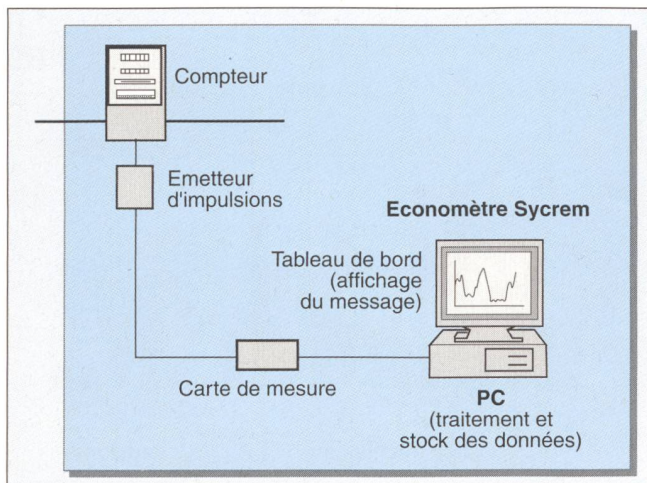 Compteur
Emetteur
d'impulsions
Economètre Sycrem
Tableau de bord
(affichage
du message)
Carte de mesure
PC
(traitement et
stock des données)